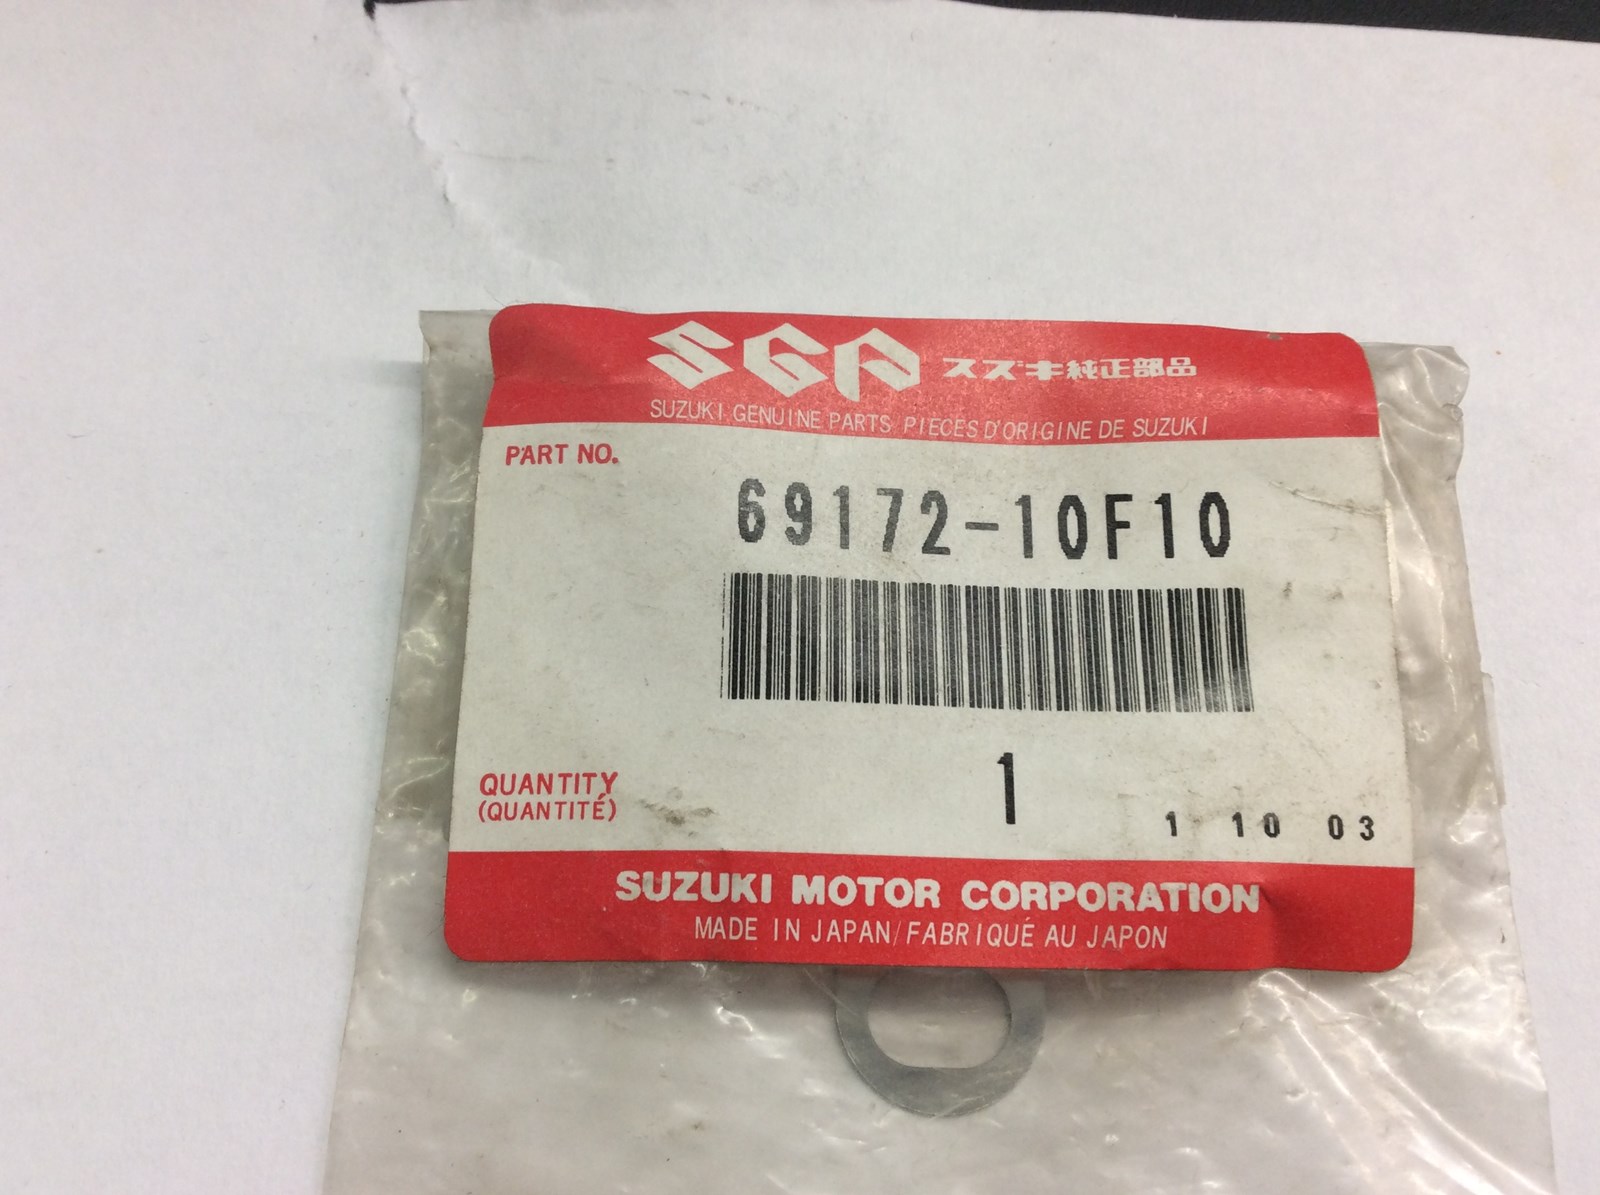 SGP スズキ純正部品
SUZUKI GENUINE PARTS PIECES D'ORIGINE DE SUZUKI
PART NO.
69172-10F10
QUANTITY
(QUANTITÉ)
1
1 10 03
SUZUKI MOTOR CORPORATION
MADE IN JAPAN/FABRIQUÉ AU JAPON